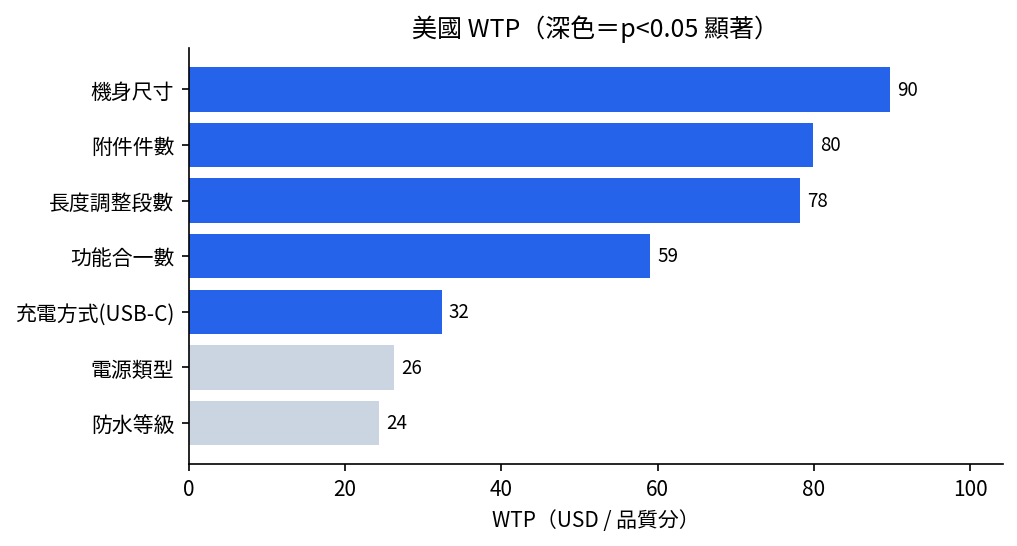 美國 WTP（深色＝p<0.05 顯著）
機身尺寸 90
附件件數 80
長度調整段數 78
功能合一數 59
充電方式(USB-C) 32
電源類型 26
防水等級 24
0 20 40 60 80 100
WTP（USD / 品質分）